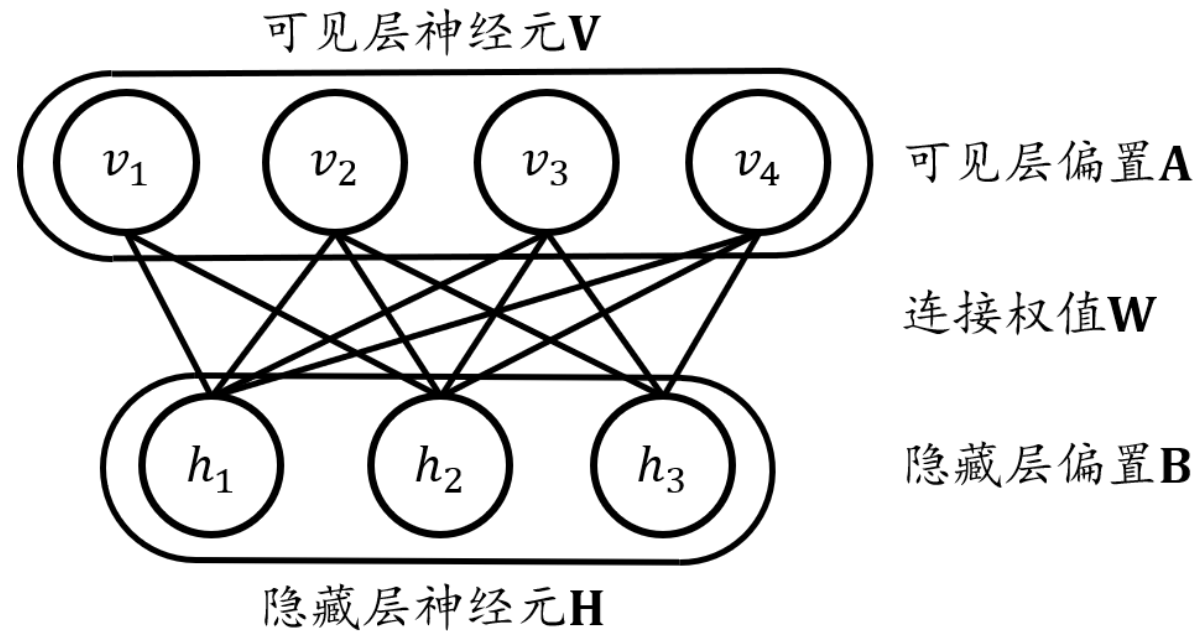 可见层神经元V
v₁ v₂ v₃ v₄
可见层偏置A
连接权值W
h₁ h₂ h₃
隐藏层偏置B
隐藏层神经元H